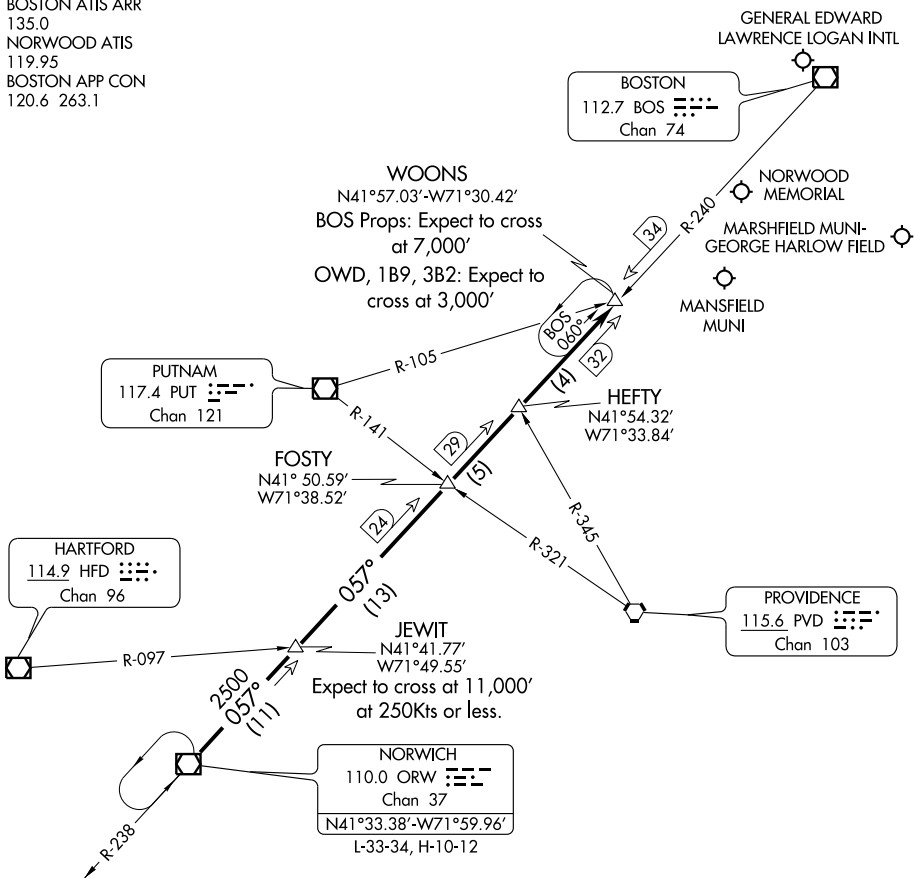 BOSTON ATIS ARR
135.0
NORWOOD ATIS
119.95
BOSTON APP CON
120.6 263.1
GENERAL EDWARD
LAWRENCE LOGAN INTL
BOSTON
112.7 BOS
Chan 74
WOONS
N41°57.03′-W71°30.42′
BOS Props: Expect to cross
at 7,000′
OWD, 1B9, 3B2: Expect to
cross at 3,000′
R-240
34
NORWOOD
MEMORIAL
MARSHFIELD MUNI-
GEORGE HARLOW FIELD
MANSFIELD
MUNI
BOS
060°
32
(4)
PUTNAM
117.4 PUT
Chan 121
R-105
R-141
HEFTY
N41°54.32′
W71°33.84′
29
(5)
FOSTY
N41° 50.59′
W71°38.52′
24
R-345
R-321
057°
(13)
HARTFORD
114.9 HFD
Chan 96
R-097
PROVIDENCE
115.6 PVD
Chan 103
JEWIT
N41°41.77′
W71°49.55′
Expect to cross at 11,000′
at 250Kts or less.
2500
057°
(11)
NORWICH
110.0 ORW
Chan 37
N41°33.38′-W71°59.96′
L-33-34, H-10-12
R-238